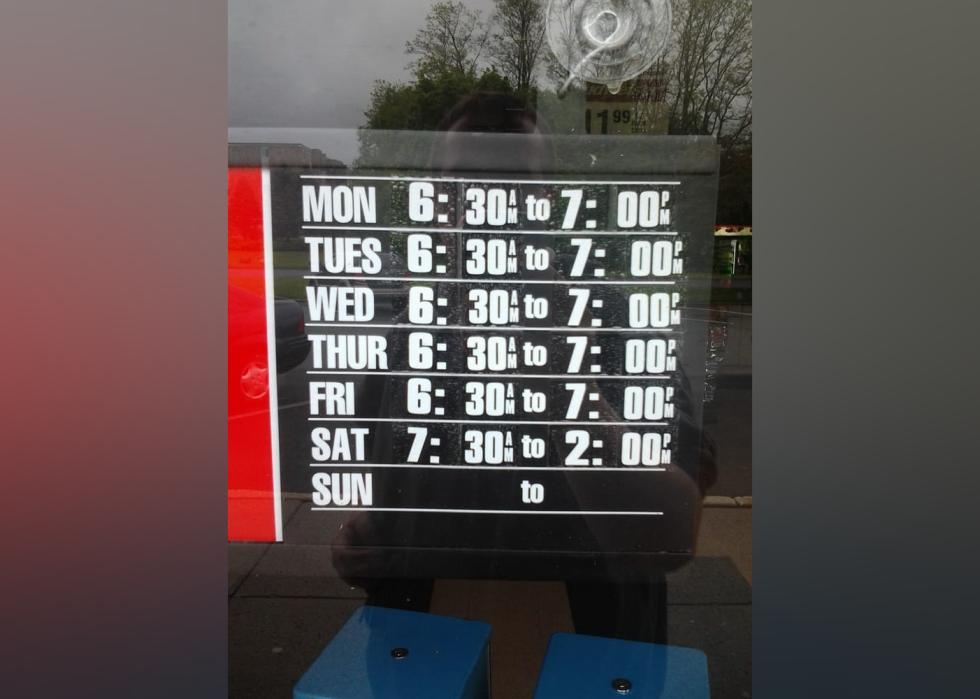 11.99
MON 6:30AM to 7:00PM
TUES 6:30AM to 7:00PM
WED 6:30AM to 7:00PM
THUR 6:30AM to 7:00PM
FRI 6:30AM to 7:00PM
SAT 7:30AM to 2:00PM
SUN to